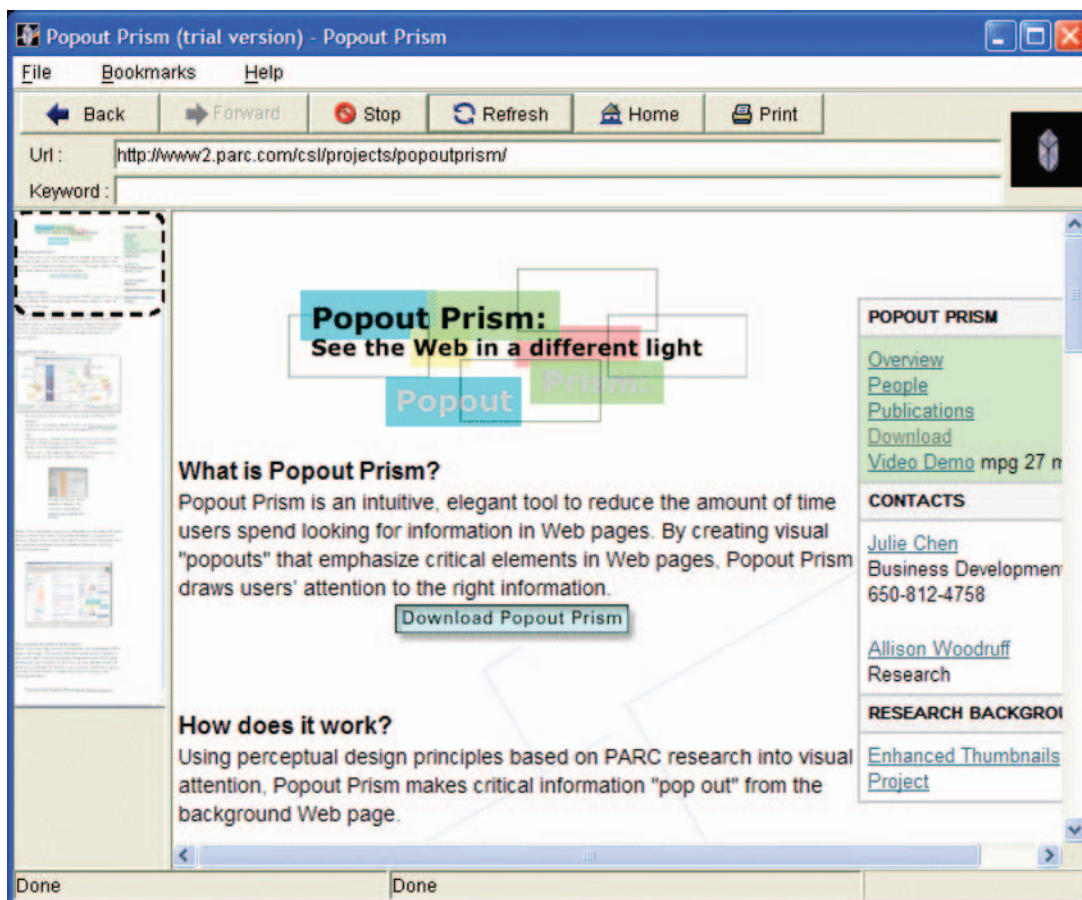 Popout Prism (trial version) - Popout Prism
File Bookmarks Help
Back Forward Stop Refresh Home Print
Url : http://www2.parc.com/csl/projects/popoutprism/
Keyword :
Popout Prism:
See the Web in a different light
Popout Prism:
What is Popout Prism?
Popout Prism is an intuitive, elegant tool to reduce the amount of time
users spend looking for information in Web pages. By creating visual
"popouts" that emphasize critical elements in Web pages, Popout Prism
draws users' attention to the right information.
Download Popout Prism
How does it work?
Using perceptual design principles based on PARC research into visual
attention, Popout Prism makes critical information "pop out" from the
background Web page.
POPOUT PRISM
Overview
People
Publications
Download
Video Demo mpg 27 m
CONTACTS
Julie Chen
Business Developmen
650-812-4758
Allison Woodruff
Research
RESEARCH BACKGROU
Enhanced Thumbnails
Project
Done Done